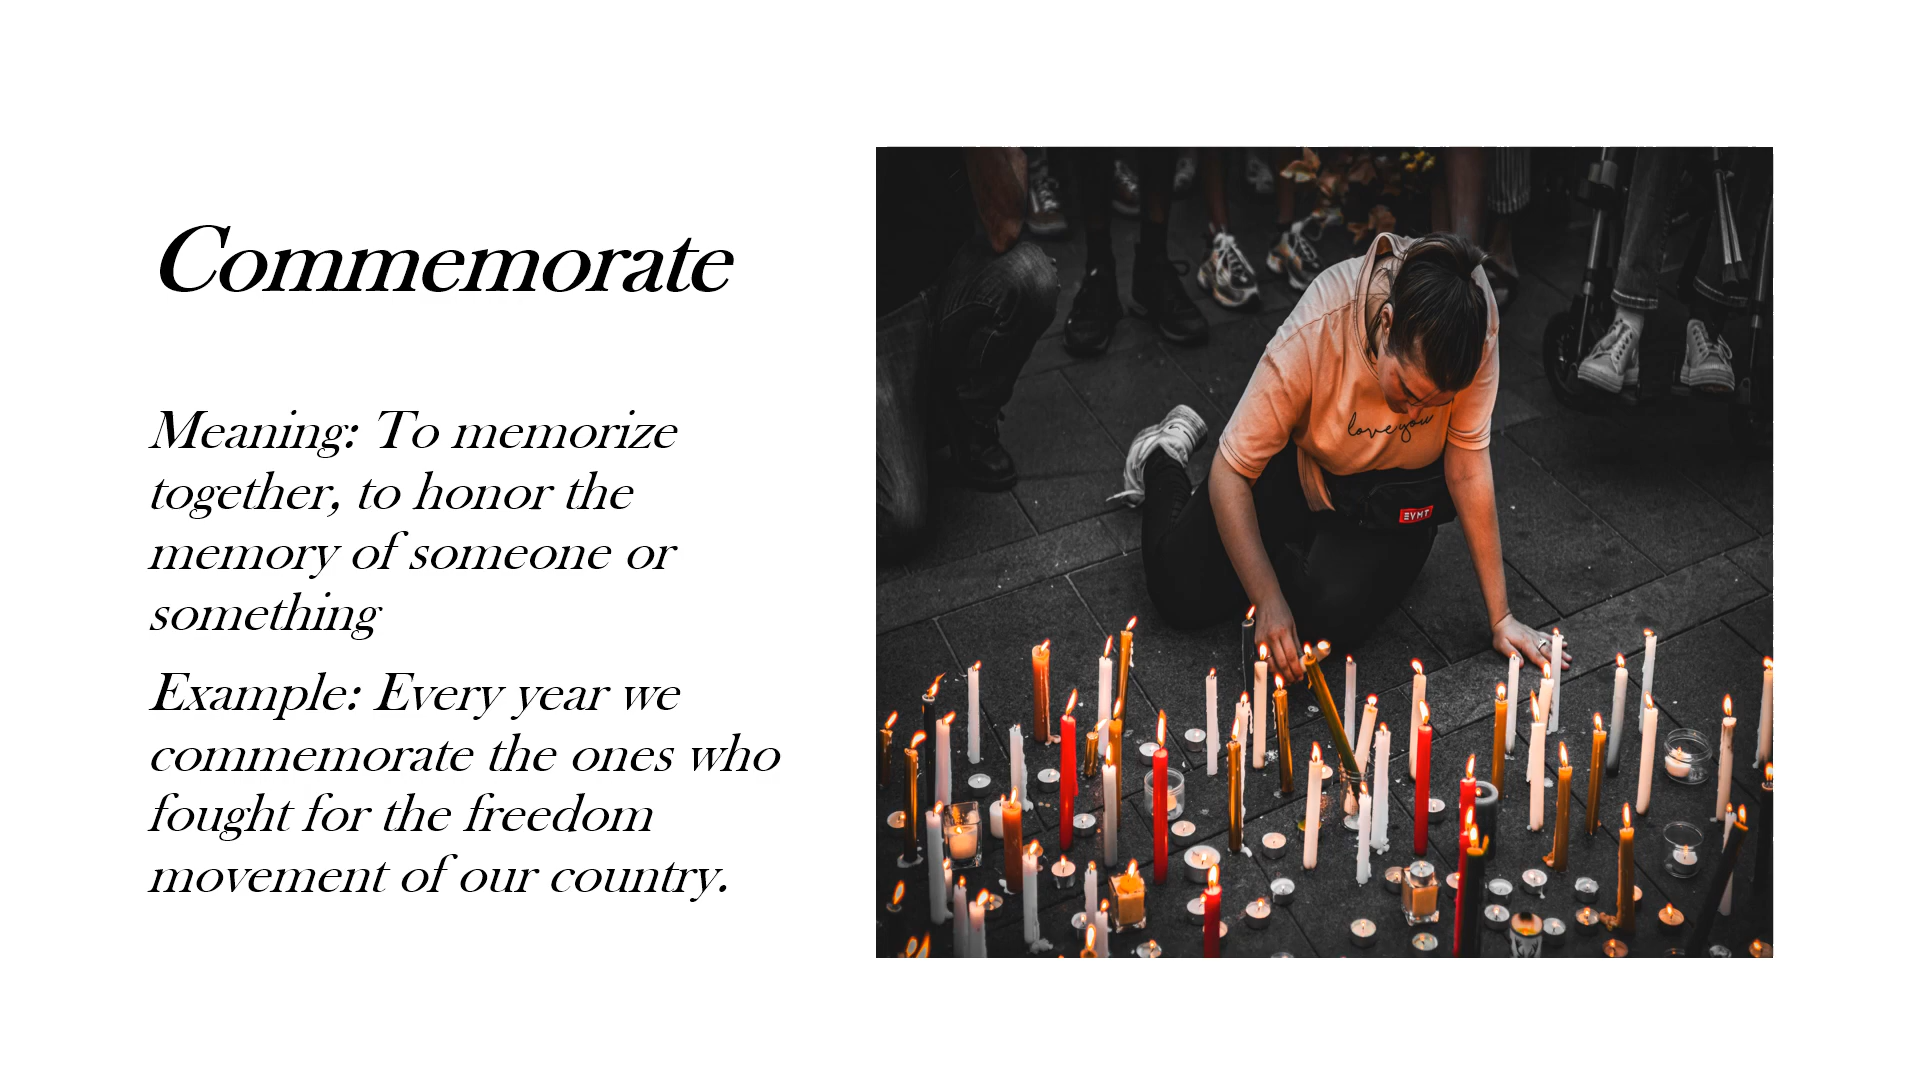 Commemorate
Meaning: To memorize
together, to honor the
memory of someone or
something
Example: Every year we
commemorate the ones who
fought for the freedom
movement of our country.
love you
EVMT